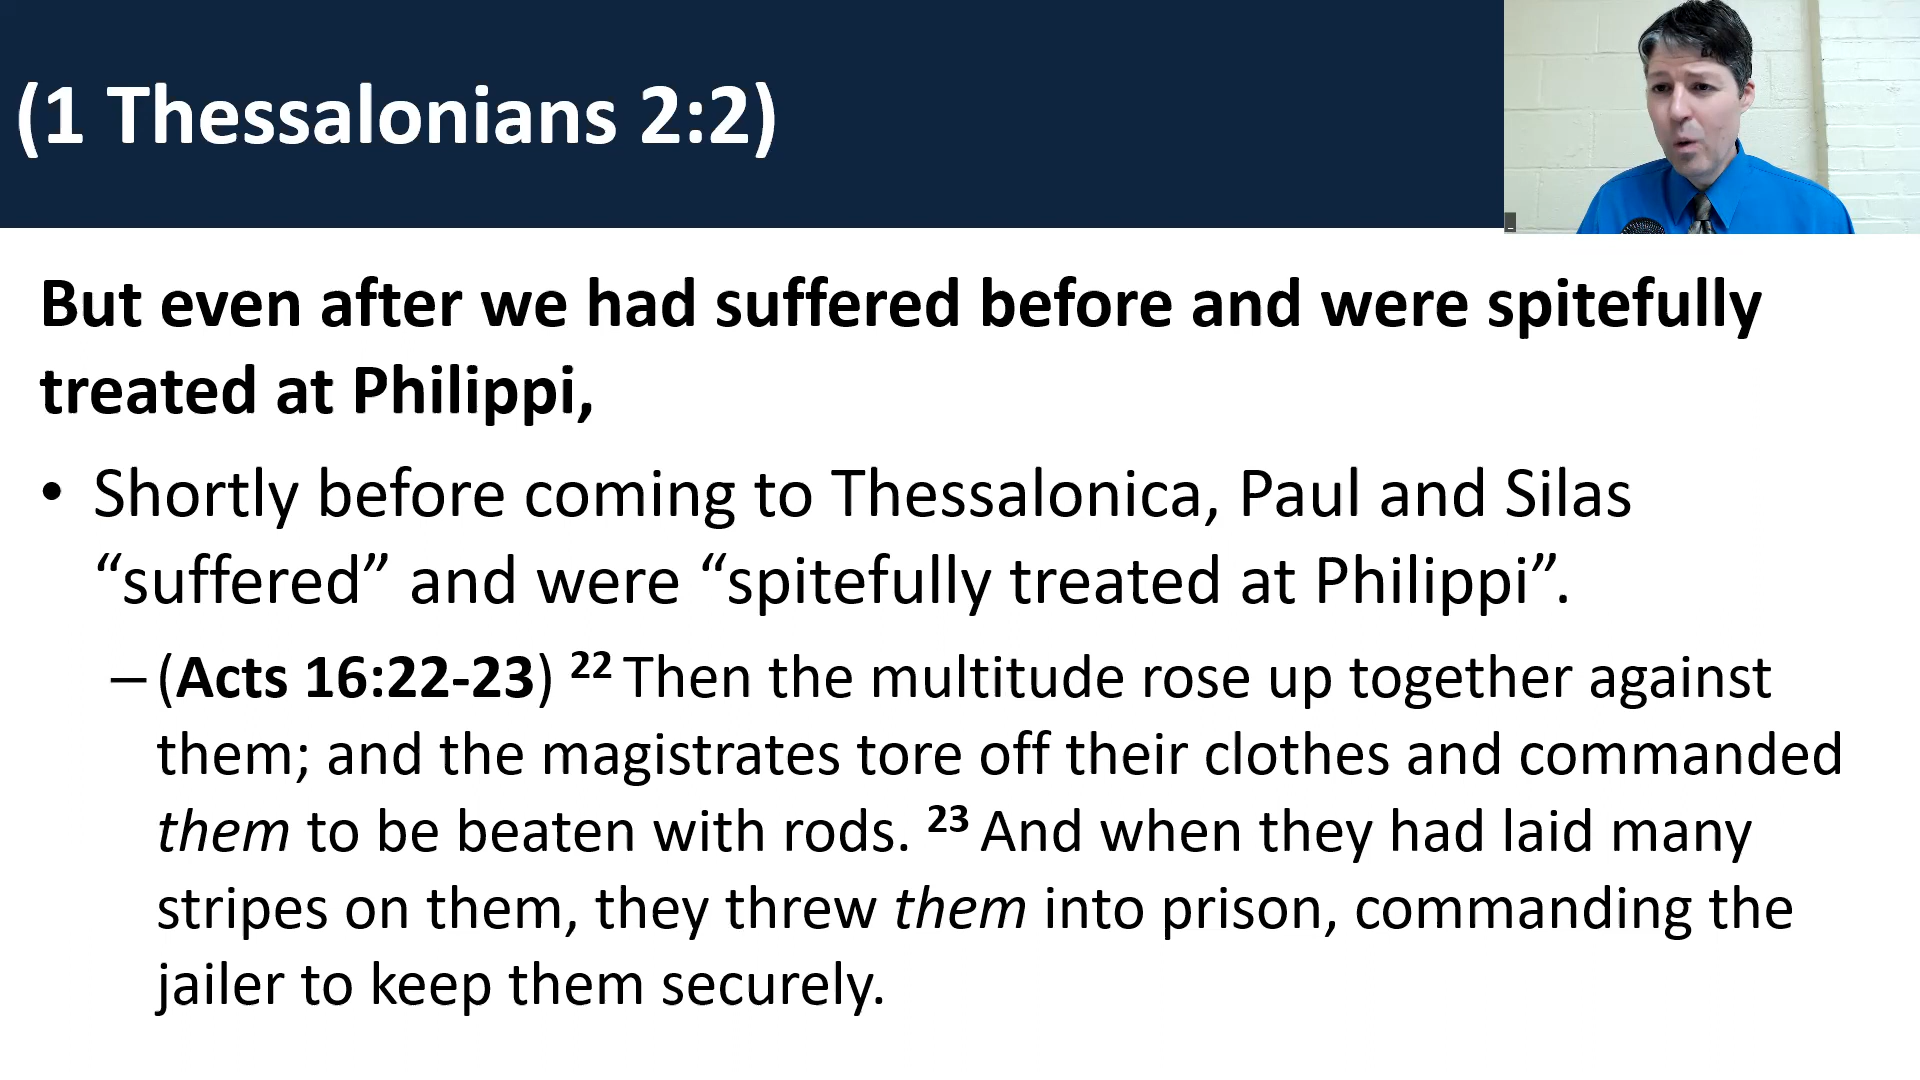 (1 Thessalonians 2:2)
But even after we had suffered before and were spitefully
treated at Philippi,
• Shortly before coming to Thessalonica, Paul and Silas
“suffered” and were “spitefully treated at Philippi”.
– (Acts 16:22-23) 22 Then the multitude rose up together against
them; and the magistrates tore off their clothes and commanded
them to be beaten with rods. 23 And when they had laid many
stripes on them, they threw them into prison, commanding the
jailer to keep them securely.